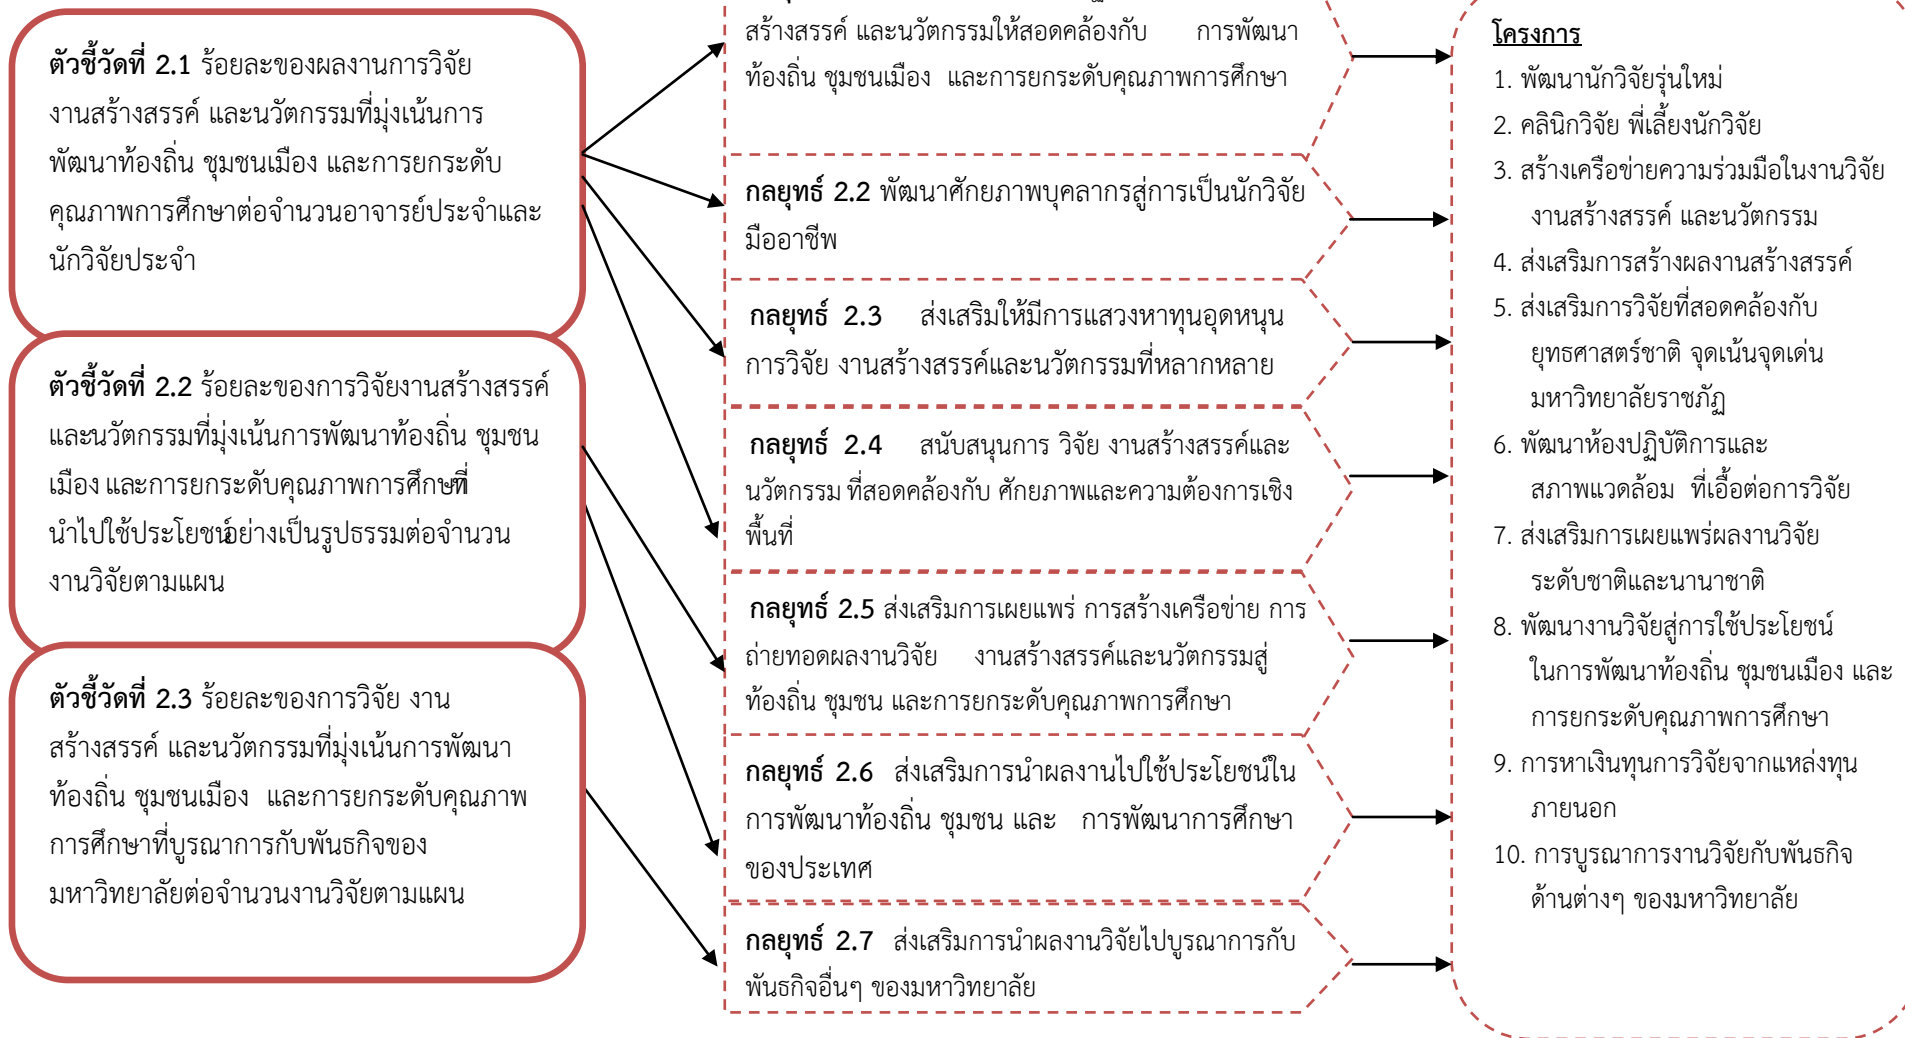 ตัวชี้วัดที่ 2.1 ร้อยละของผลงานการวิจัย
งานสร้างสรรค์ และนวัตกรรมที่มุ่งเน้นการ
พัฒนาท้องถิ่น ชุมชนเมือง และการยกระดับ
คุณภาพการศึกษาต่อจำนวนอาจารย์ประจำและ
นักวิจัยประจำ
ตัวชี้วัดที่ 2.2 ร้อยละของการวิจัยงานสร้างสรรค์
และนวัตกรรมที่มุ่งเน้นการพัฒนาท้องถิ่น ชุมชน
เมือง และการยกระดับคุณภาพการศึกษาที่
นำไปใช้ประโยชน์อย่างเป็นรูปธรรมต่อจำนวน
งานวิจัยตามแผน
ตัวชี้วัดที่ 2.3 ร้อยละของการวิจัย งาน
สร้างสรรค์ และนวัตกรรมที่มุ่งเน้นการพัฒนา
ท้องถิ่น ชุมชนเมือง และการยกระดับคุณภาพ
การศึกษาที่บูรณาการกับพันธกิจของ
มหาวิทยาลัยต่อจำนวนงานวิจัยตามแผน
สร้างสรรค์ และนวัตกรรมให้สอดคล้องกับ การพัฒนา
ท้องถิ่น ชุมชนเมือง และการยกระดับคุณภาพการศึกษา
กลยุทธ์ 2.2 พัฒนาศักยภาพบุคลากรสู่การเป็นนักวิจัย
มืออาชีพ
กลยุทธ์ 2.3 ส่งเสริมให้มีการแสวงหาทุนอุดหนุน
การวิจัย งานสร้างสรรค์และนวัตกรรมที่หลากหลาย
กลยุทธ์ 2.4 สนับสนุนการ วิจัย งานสร้างสรรค์และ
นวัตกรรม ที่สอดคล้องกับ ศักยภาพและความต้องการเชิง
พื้นที่
กลยุทธ์ 2.5 ส่งเสริมการเผยแพร่ การสร้างเครือข่าย การ
ถ่ายทอดผลงานวิจัย งานสร้างสรรค์และนวัตกรรมสู่
ท้องถิ่น ชุมชน และการยกระดับคุณภาพการศึกษา
กลยุทธ์ 2.6 ส่งเสริมการนำผลงานไปใช้ประโยชน์ใน
การพัฒนาท้องถิ่น ชุมชน และ การพัฒนาการศึกษา
ของประเทศ
กลยุทธ์ 2.7 ส่งเสริมการนำผลงานวิจัยไปบูรณาการกับ
พันธกิจอื่นๆ ของมหาวิทยาลัย
โครงการ
1. พัฒนานักวิจัยรุ่นใหม่
2. คลินิกวิจัย พี่เลี้ยงนักวิจัย
3. สร้างเครือข่ายความร่วมมือในงานวิจัย
งานสร้างสรรค์ และนวัตกรรม
4. ส่งเสริมการสร้างผลงานสร้างสรรค์
5. ส่งเสริมการวิจัยที่สอดคล้องกับ
ยุทธศาสตร์ชาติ จุดเน้นจุดเด่น
มหาวิทยาลัยราชภัฏ
6. พัฒนาห้องปฏิบัติการและ
สภาพแวดล้อม ที่เอื้อต่อการวิจัย
7. ส่งเสริมการเผยแพร่ผลงานวิจัย
ระดับชาติและนานาชาติ
8. พัฒนางานวิจัยสู่การใช้ประโยชน์
ในการพัฒนาท้องถิ่น ชุมชนเมือง และ
การยกระดับคุณภาพการศึกษา
9. การหาเงินทุนการวิจัยจากแหล่งทุน
ภายนอก
10. การบูรณาการงานวิจัยกับพันธกิจ
ด้านต่างๆ ของมหาวิทยาลัย